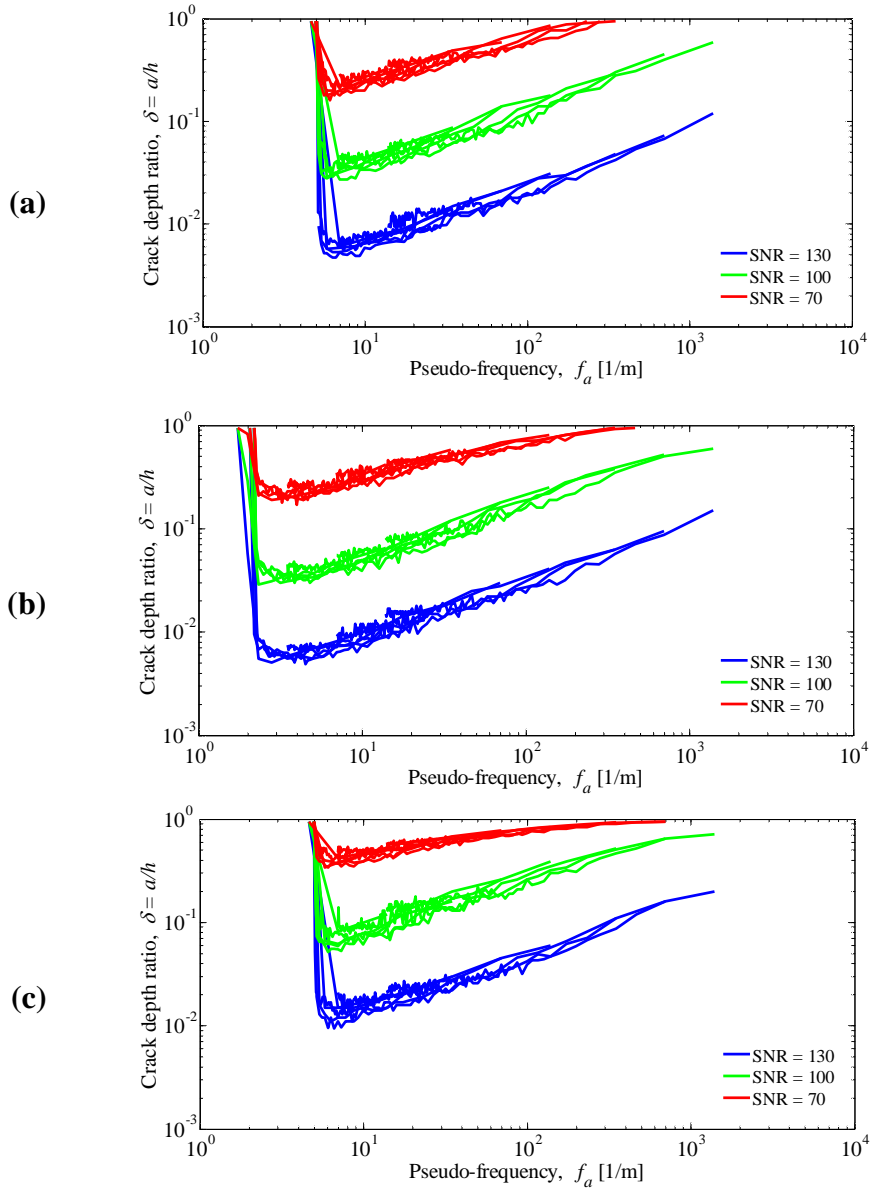 (a)
Crack depth ratio, δ = a/h
10^0
10^-1
10^-2
10^-3
SNR = 130
SNR = 100
SNR = 70
10^0 10^1 10^2 10^3 10^4
Pseudo-frequency, f_a [1/m]
(b)
Crack depth ratio, δ = a/h
10^0
10^-1
10^-2
10^-3
SNR = 130
SNR = 100
SNR = 70
10^0 10^1 10^2 10^3 10^4
Pseudo-frequency, f_a [1/m]
(c)
Crack depth ratio, δ = a/h
10^0
10^-1
10^-2
10^-3
SNR = 130
SNR = 100
SNR = 70
10^0 10^1 10^2 10^3 10^4
Pseudo-frequency, f_a [1/m]